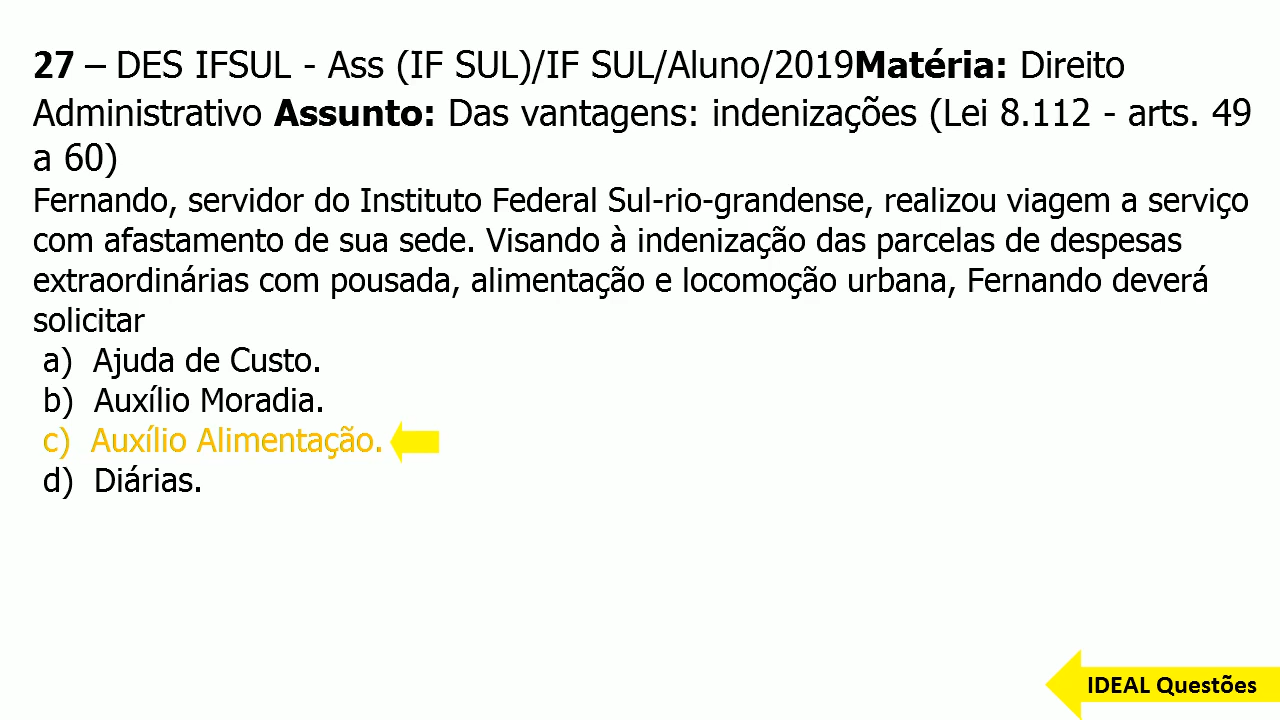 27 – DES IFSUL - Ass (IF SUL)/IF SUL/Aluno/2019Matéria: Direito
Administrativo Assunto: Das vantagens: indenizações (Lei 8.112 - arts. 49
a 60)
Fernando, servidor do Instituto Federal Sul-rio-grandense, realizou viagem a serviço
com afastamento de sua sede. Visando à indenização das parcelas de despesas
extraordinárias com pousada, alimentação e locomoção urbana, Fernando deverá
solicitar
a) Ajuda de Custo.
b) Auxílio Moradia.
c) Auxílio Alimentação.
d) Diárias.
IDEAL Questões